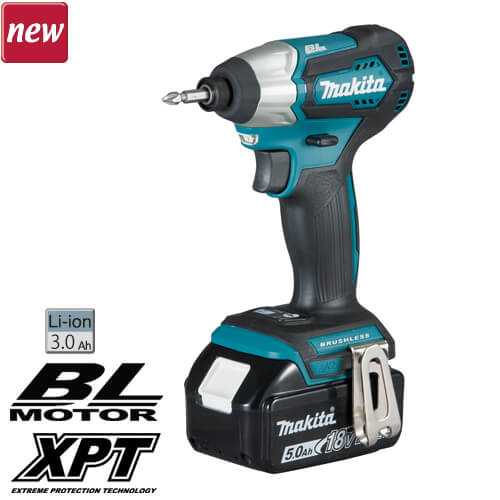 new
BL
makita
Li-ion
3.0 Ah
BL
MOTOR
XPT
EXTREME PROTECTION TECHNOLOGY
BRUSHLESS
makita
5.0Ah 18V